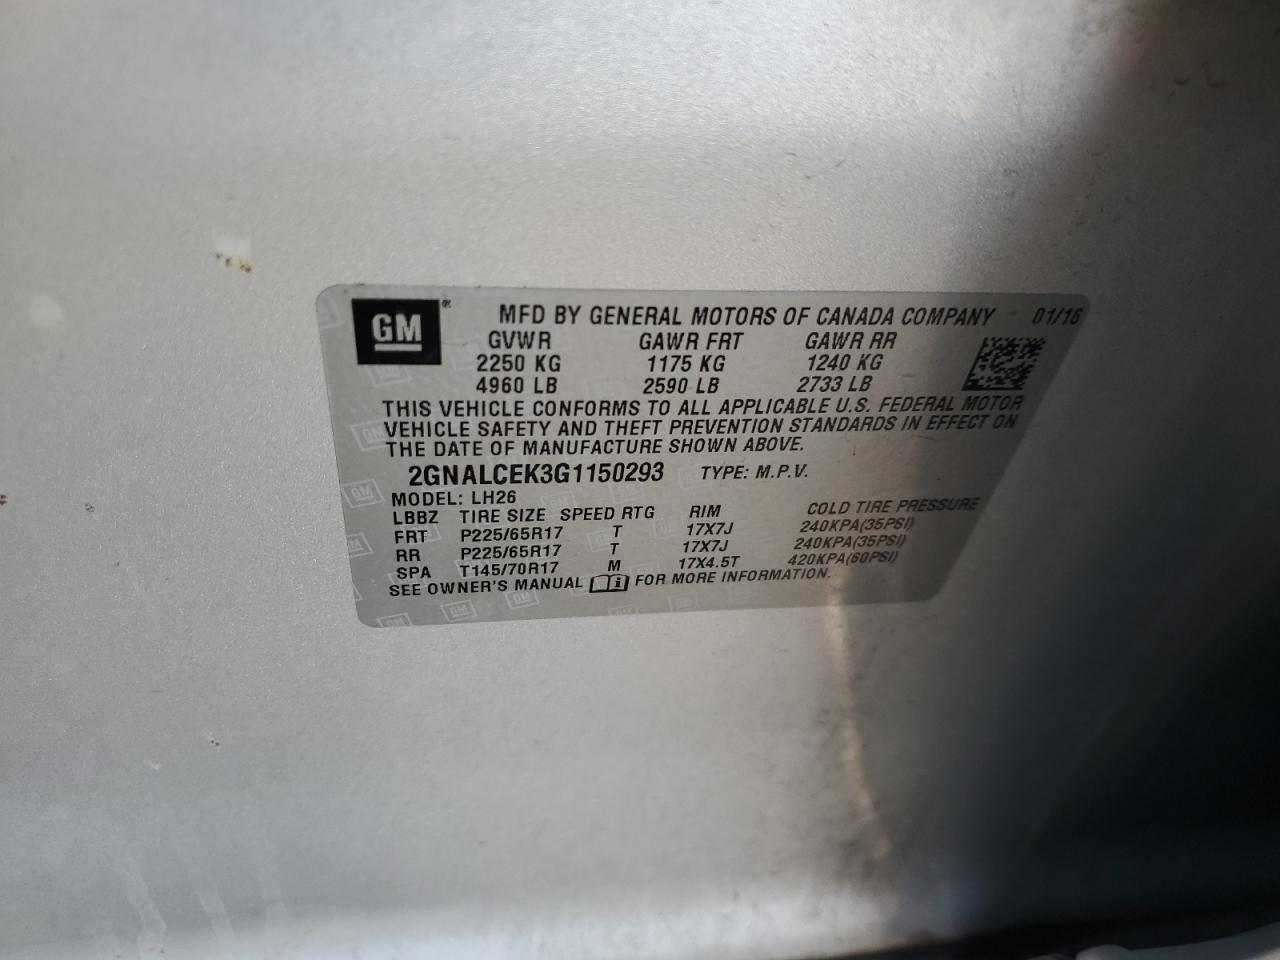 GM ® MFD BY GENERAL MOTORS OF CANADA COMPANY 01/16
GVWR GAWR FRT GAWR RR
2250 KG 1175 KG 1240 KG
4960 LB 2590 LB 2733 LB
THIS VEHICLE CONFORMS TO ALL APPLICABLE U.S. FEDERAL MOTOR
VEHICLE SAFETY AND THEFT PREVENTION STANDARDS IN EFFECT ON
THE DATE OF MANUFACTURE SHOWN ABOVE.
2GNALCEK3G1150293 TYPE: M.P.V.
MODEL: LH26
LBBZ TIRE SIZE SPEED RTG RIM COLD TIRE PRESSURE
FRT P225/65R17 T 17X7J 240KPA(35PSI)
RR P225/65R17 T 17X7J 240KPA(35PSI)
SPA T145/70R17 M 17X4.5T 420KPA(60PSI)
SEE OWNER'S MANUAL FOR MORE INFORMATION.